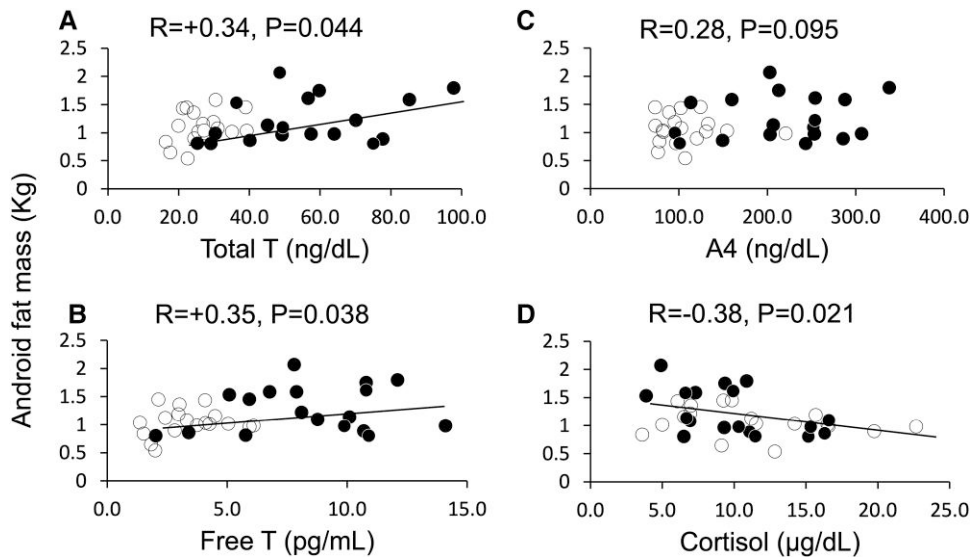 A
R=+0.34, P=0.044
2.5
2
1.5
1
0.5
0
0.0 20.0 40.0 60.0 80.0 100.0
Total T (ng/dL)
C
R=0.28, P=0.095
2.5
2
1.5
1
0.5
0
0.0 100.0 200.0 300.0 400.0
A4 (ng/dL)
Android fat mass (Kg)
B
R=+0.35, P=0.038
2.5
2
1.5
1
0.5
0
0.0 5.0 10.0 15.0
Free T (pg/mL)
D
R=-0.38, P=0.021
2.5
2
1.5
1
0.5
0
0.0 5.0 10.0 15.0 20.0 25.0
Cortisol (µg/dL)